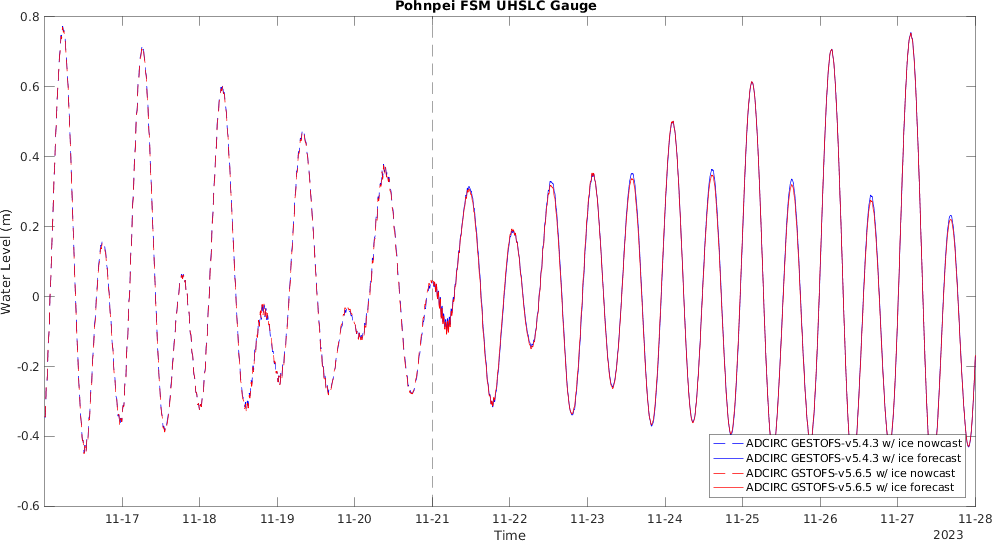 Pohnpei FSM UHSLC Gauge
0.8
0.6
0.4
0.2
0
-0.2
-0.4
-0.6
Water Level (m)
ADCIRC GESTOFS-v5.4.3 w/ ice nowcast
ADCIRC GESTOFS-v5.4.3 w/ ice forecast
ADCIRC GSTOFS-v5.6.5 w/ ice nowcast
ADCIRC GSTOFS-v5.6.5 w/ ice forecast
11-17 11-18 11-19 11-20 11-21 11-22 11-23 11-24 11-25 11-26 11-27 11-28
Time
2023